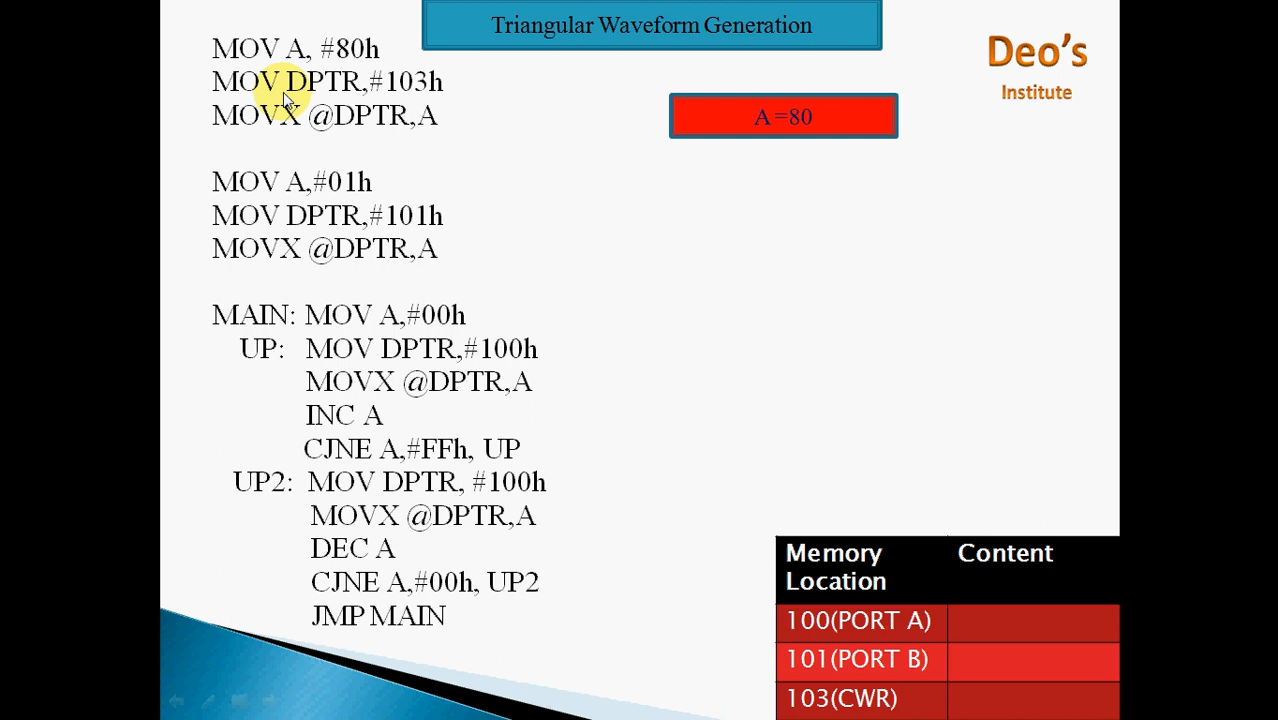 Triangular Waveform Generation
Deo's
Institute
MOV A, #80h
MOV DPTR,#103h
MOVX @DPTR,A
A =80
MOV A,#01h
MOV DPTR,#101h
MOVX @DPTR,A
MAIN: MOV A,#00h
UP: MOV DPTR,#100h
MOVX @DPTR,A
INC A
CJNE A,#FFh, UP
UP2: MOV DPTR, #100h
MOVX @DPTR,A
DEC A
CJNE A,#00h, UP2
JMP MAIN
Memory Location Content
100(PORT A)
101(PORT B)
103(CWR)